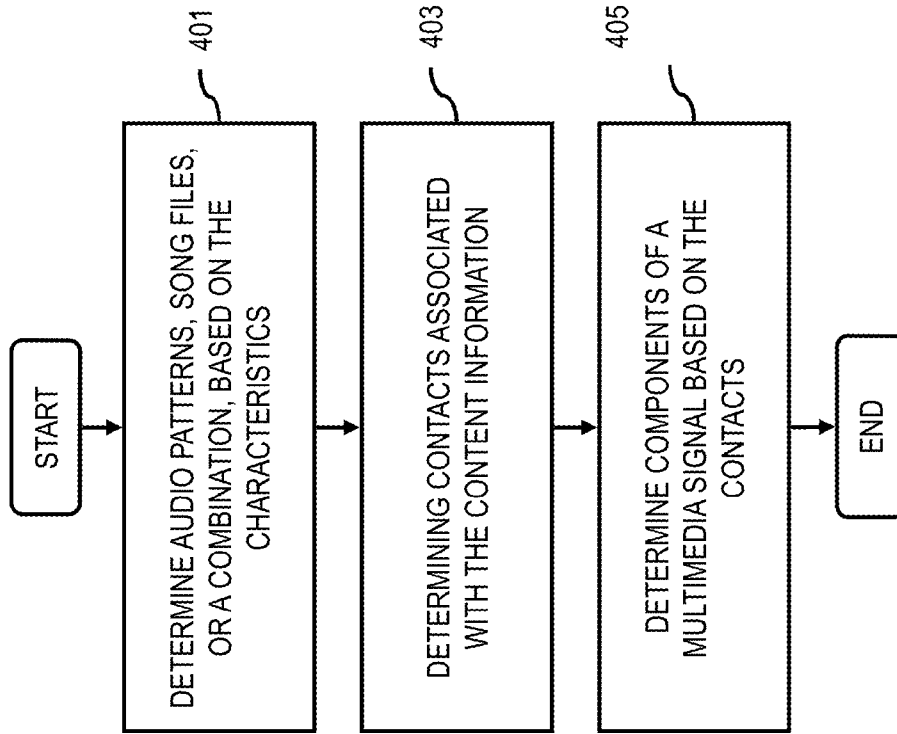 START
DETERMINE AUDIO PATTERNS, SONG FILES,
OR A COMBINATION, BASED ON THE
CHARACTERISTICS
401
DETERMINING CONTACTS ASSOCIATED
WITH THE CONTENT INFORMATION
403
DETERMINE COMPONENTS OF A
MULTIMEDIA SIGNAL BASED ON THE
CONTACTS
405
END